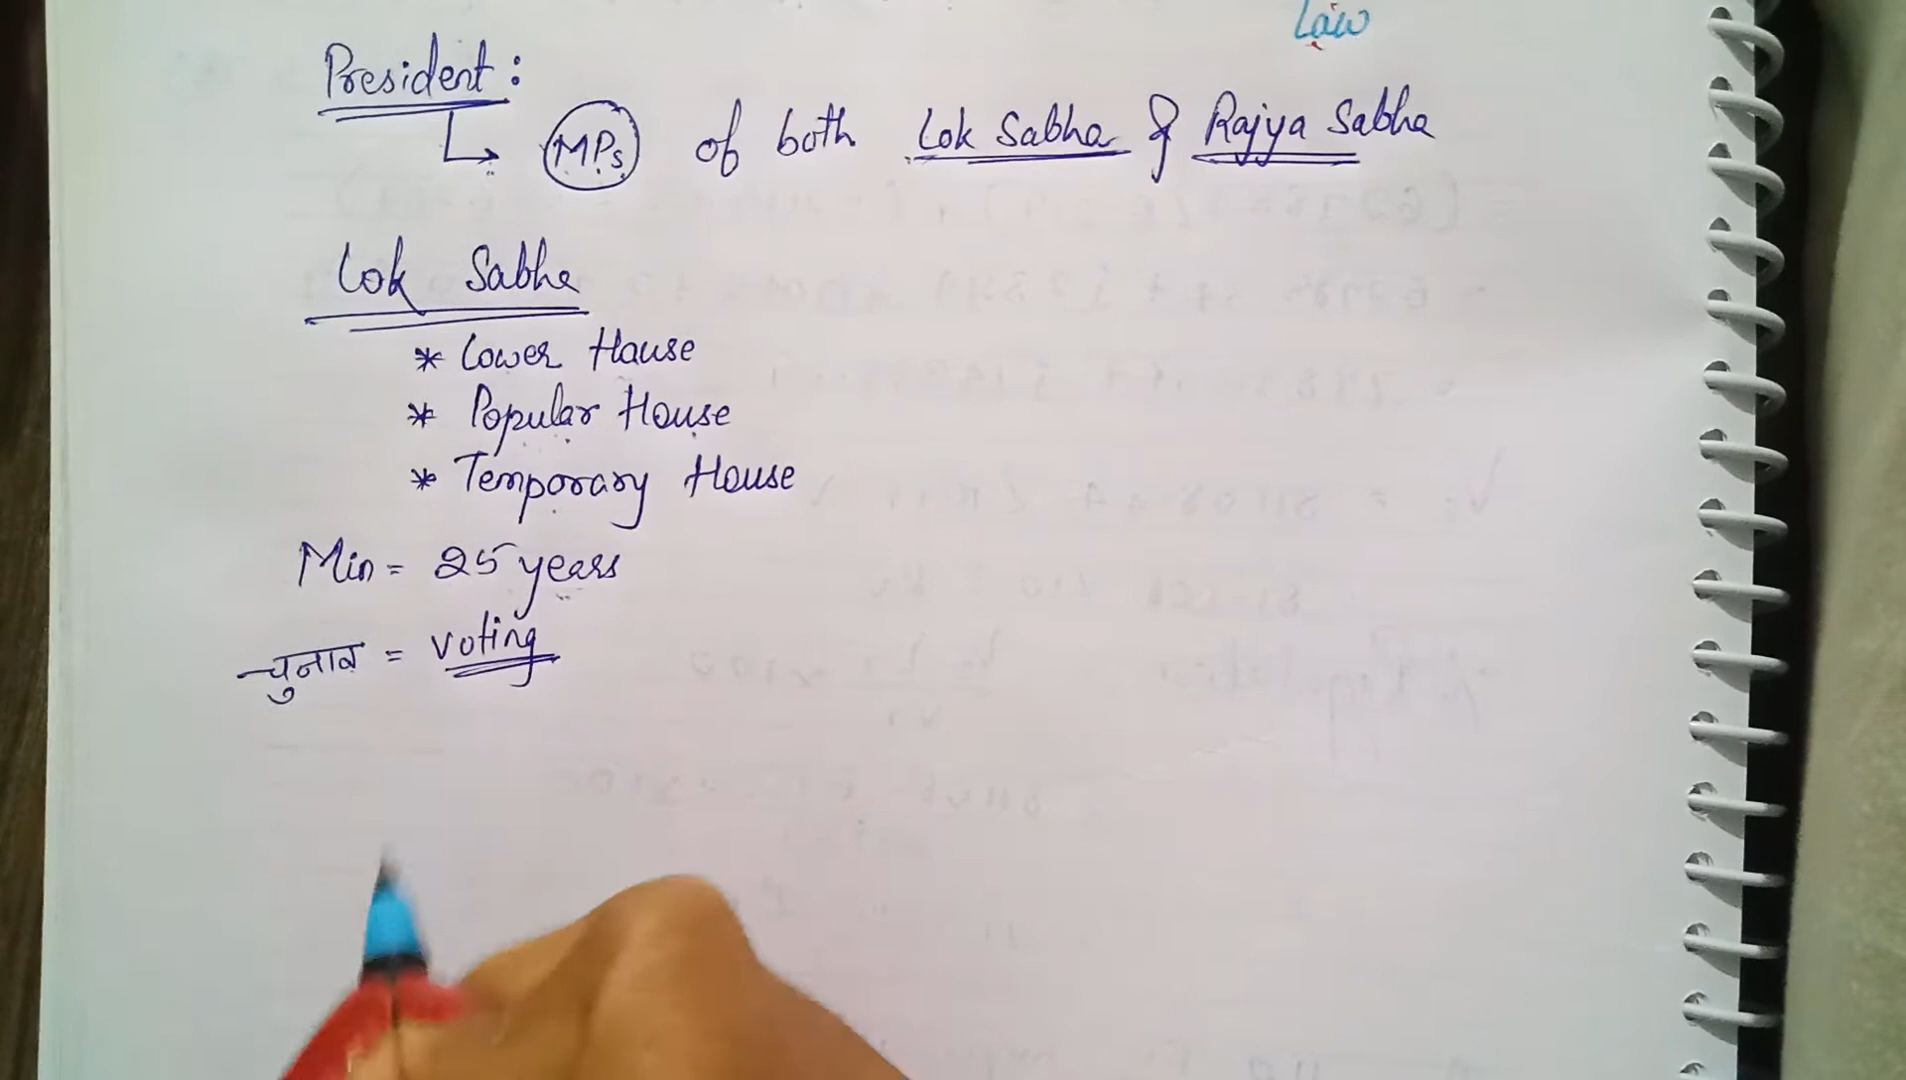 Law
President:
MPs of both Lok Sabha & Rajya Sabha
Lok Sabha
* Lower House
* Popular House
* Temporary House
Min = 25 years
चुनाव = voting